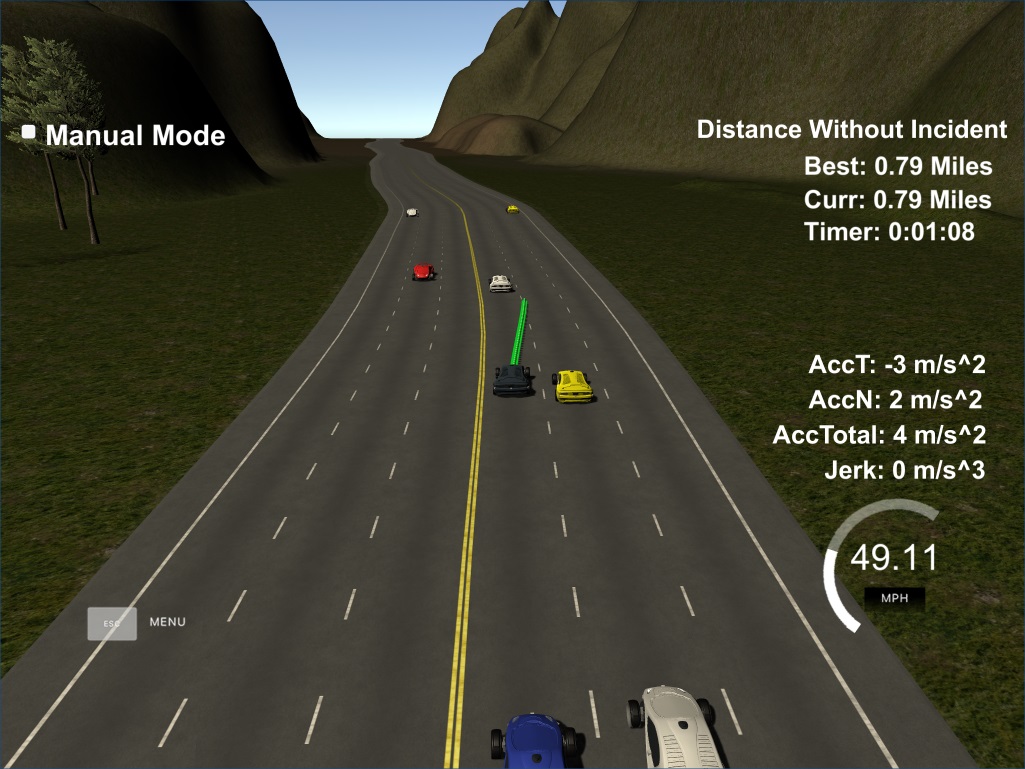 Manual Mode
Distance Without Incident
Best: 0.79 Miles
Curr: 0.79 Miles
Timer: 0:01:08
AccT: -3 m/s^2
AccN: 2 m/s^2
AccTotal: 4 m/s^2
Jerk: 0 m/s^3
49.11
MPH
ESC MENU